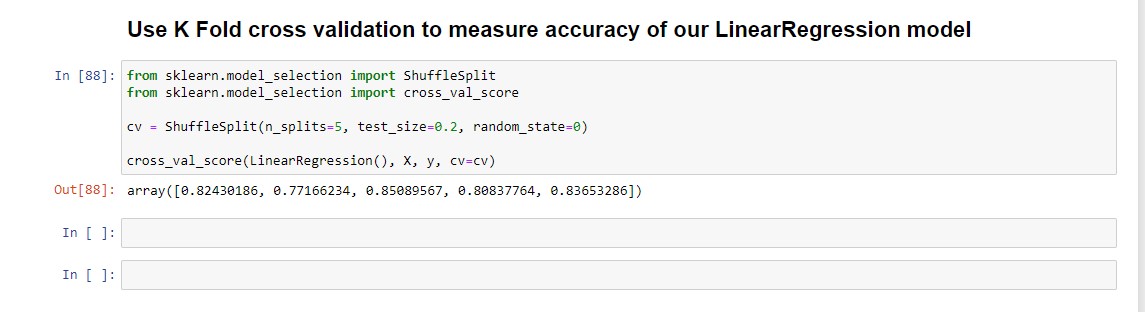 Use K Fold cross validation to measure accuracy of our LinearRegression model
In [88]: from sklearn.model_selection import ShuffleSplit
from sklearn.model_selection import cross_val_score
cv = ShuffleSplit(n_splits=5, test_size=0.2, random_state=0)
cross_val_score(LinearRegression(), X, y, cv=cv)
Out[88]: array([0.82430186, 0.77166234, 0.85089567, 0.80837764, 0.83653286])
In [ ]:
In [ ]: